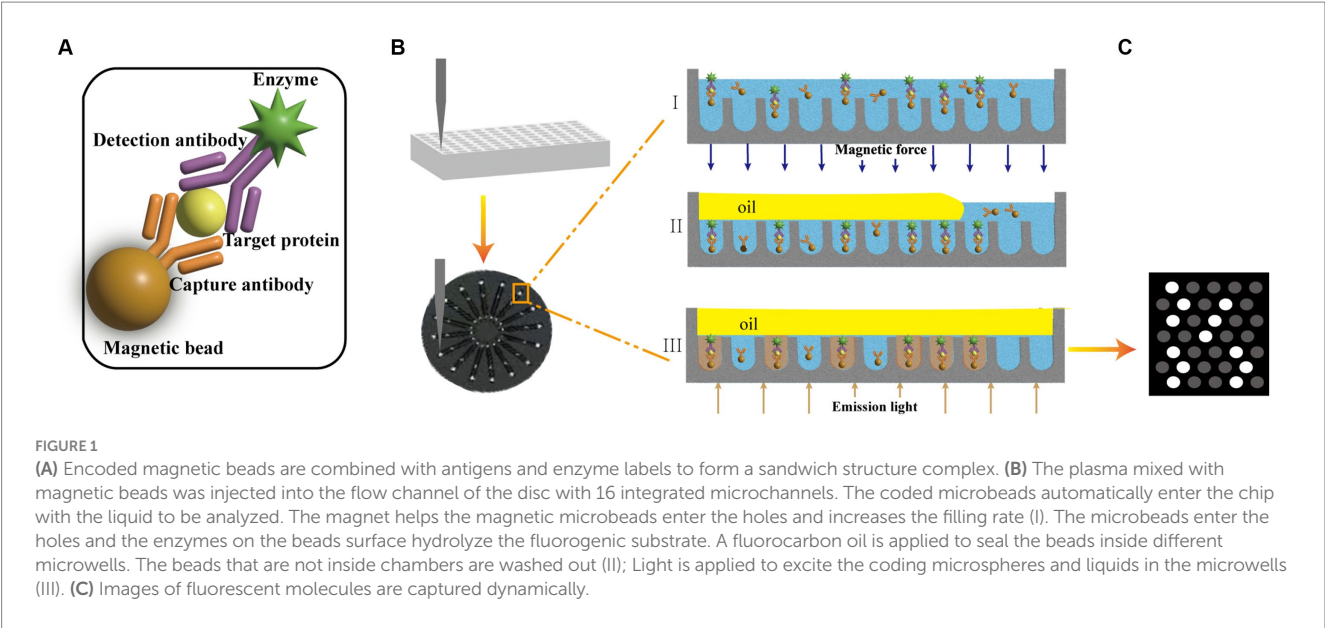 A
B
C
Enzyme
Detection antibody
Target protein
Capture antibody
Magnetic bead
I
Magnetic force
oil
II
oil
III
Emission light
FIGURE 1
(A) Encoded magnetic beads are combined with antigens and enzyme labels to form a sandwich structure complex. (B) The plasma mixed with
magnetic beads was injected into the flow channel of the disc with 16 integrated microchannels. The coded microbeads automatically enter the chip
with the liquid to be analyzed. The magnet helps the magnetic microbeads enter the holes and increases the filling rate (I). The microbeads enter the
holes and the enzymes on the beads surface hydrolyze the fluorogenic substrate. A fluorocarbon oil is applied to seal the beads inside different
microwells. The beads that are not inside chambers are washed out (II); Light is applied to excite the coding microspheres and liquids in the microwells
(III). (C) Images of fluorescent molecules are captured dynamically.